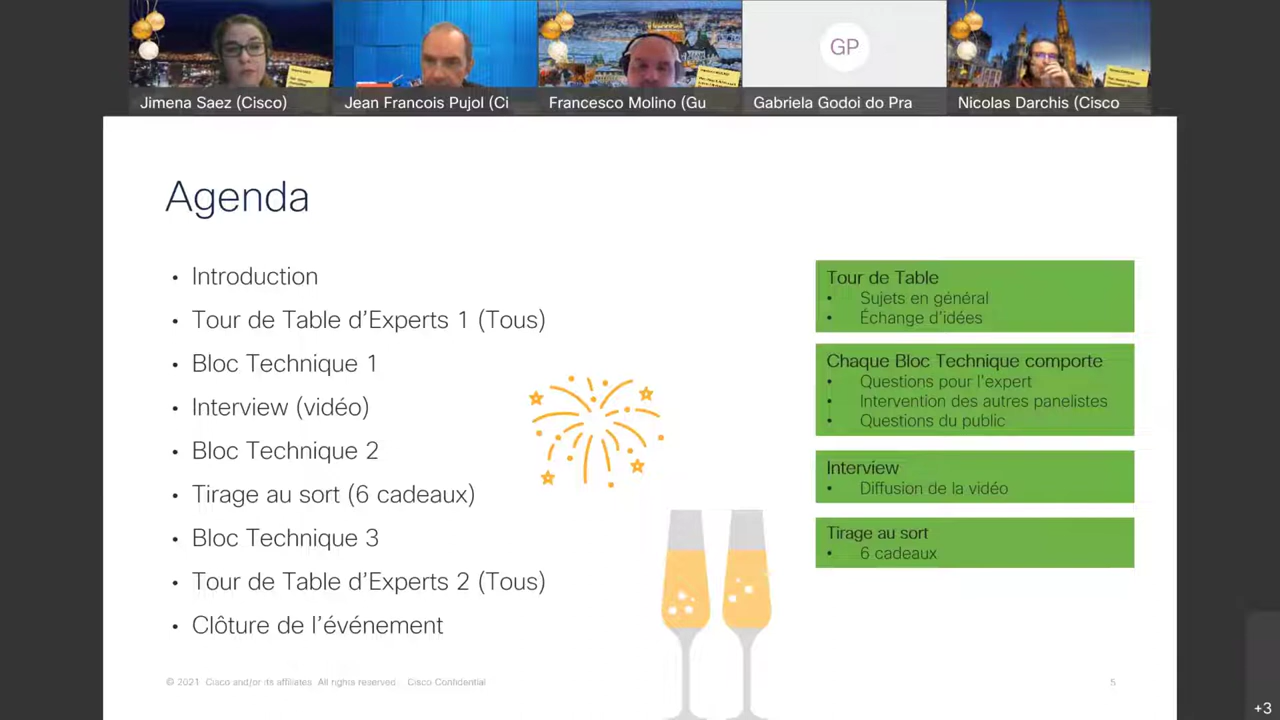 GP
Jimena Saez (Cisco)
Jean Francois Pujol (Ci
Francesco Molino (Gu
Gabriela Godoi do Pra
Nicolas Darchis (Cisco
Agenda
• Introduction
• Tour de Table d'Experts 1 (Tous)
• Bloc Technique 1
• Interview (vidéo)
• Bloc Technique 2
• Tirage au sort (6 cadeaux)
• Bloc Technique 3
• Tour de Table d'Experts 2 (Tous)
• Clôture de l'événement
Tour de Table
• Sujets en général
• Échange d'idées
Chaque Bloc Technique comporte
• Questions pour l'expert
• Intervention des autres panelistes
• Questions du public
Interview
• Diffusion de la vidéo
Tirage au sort
• 6 cadeaux
© 2021 Cisco and/or its affiliates. All rights reserved. Cisco Confidential
5
+3